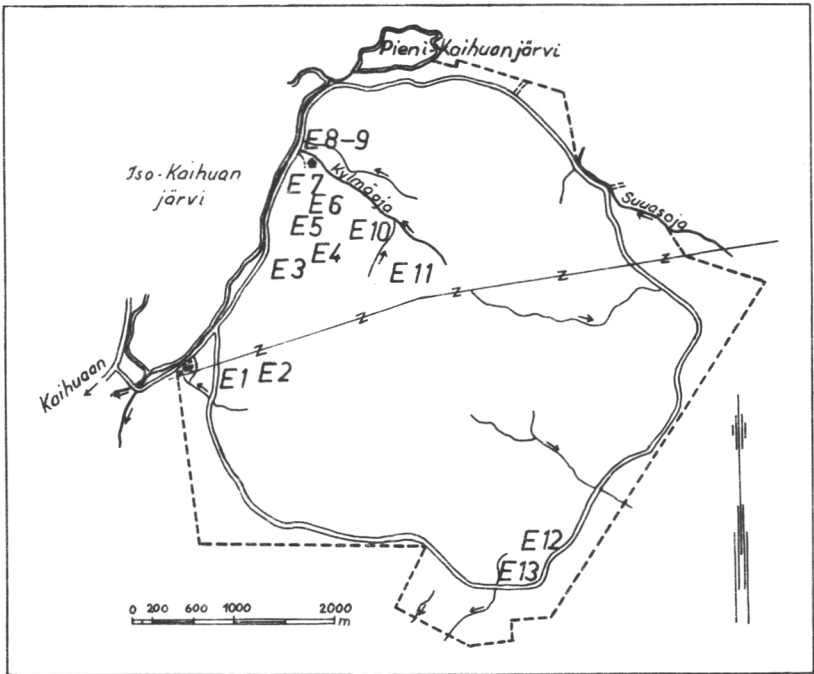 Pieni-Kaihuanjärvi
E8-9
Iso-Kaihuan
järvi
Kylmäoja
E7
E6
Suuasoja
E5
E10
E4
E3
E11
Kaihuaan
E1 E2
E12
E13
0 200 600 1000 2000
m